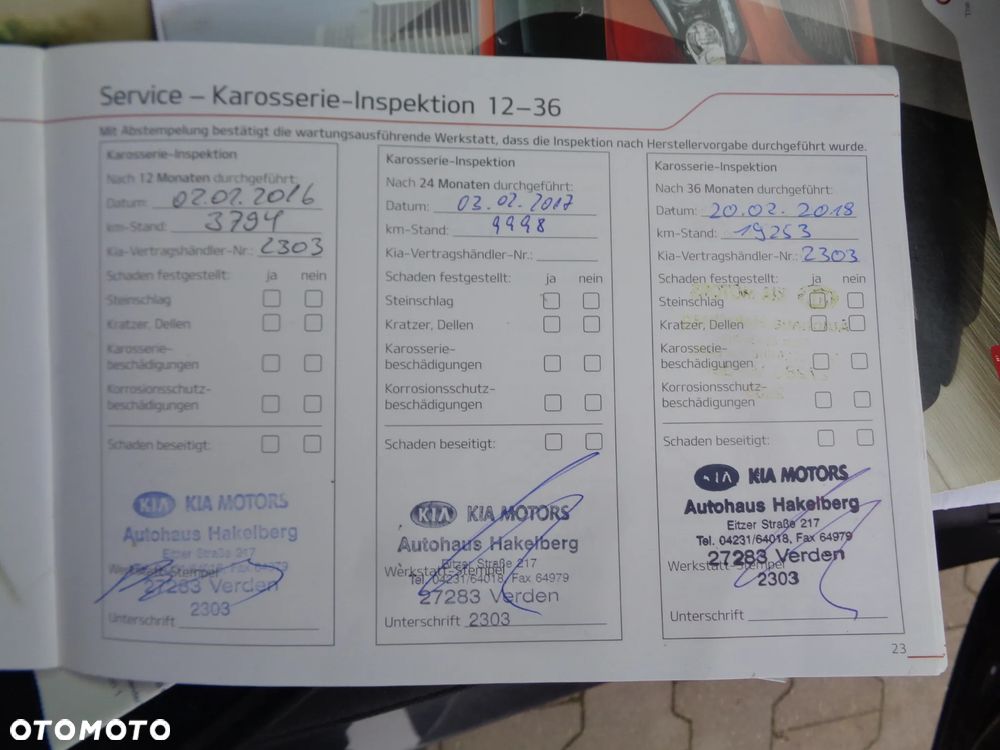 Service – Karosserie-Inspektion 12–36
Mit Abstempelung bestätigt die wartungsausführende Werkstatt, dass die Inspektion nach Herstellervorgabe durchgeführt wurde.
Karosserie-Inspektion
Nach 12 Monaten durchgeführt:
Datum: 02.02.2016
km-Stand: 3794
Kia-Vertragshändler-Nr.: 2303
Schaden festgestellt: ja nein
Steinschlag
Kratzer, Dellen
Karosserie-
beschädigungen
Korrosionsschutz-
beschädigungen
Schaden beseitigt:
KIA KIA MOTORS
Autohaus Hakelberg
Eitzer Straße 217
Werkstatt-Stempel
27283 Verden
2303
Unterschrift
Karosserie-Inspektion
Nach 24 Monaten durchgeführt:
Datum: 03.02.2017
km-Stand: 9998
Kia-Vertragshändler-Nr.:
Schaden festgestellt: ja nein
Steinschlag
Kratzer, Dellen
Karosserie-
beschädigungen
Korrosionsschutz-
beschädigungen
Schaden beseitigt:
KIA KIA MOTORS
Autohaus Hakelberg
Eitzer Straße 217
Werkstatt-Stempel
Tel. 04231/64018, Fax 64979
27283 Verden
Unterschrift 2303
Karosserie-Inspektion
Nach 36 Monaten durchgeführt:
Datum: 20.02.2018
km-Stand: 19253
Kia-Vertragshändler-Nr.: 2303
Schaden festgestellt: ja nein
Steinschlag
Kratzer, Dellen
Karosserie-
beschädigungen
Korrosionsschutz-
beschädigungen
Schaden beseitigt:
KIA KIA MOTORS
Autohaus Hakelberg
Eitzer Straße 217
Tel. 04231/64018, Fax 64979
27283 Verden
Werkstatt-Stempel
2303
Unterschrift
23
OTOMOTO